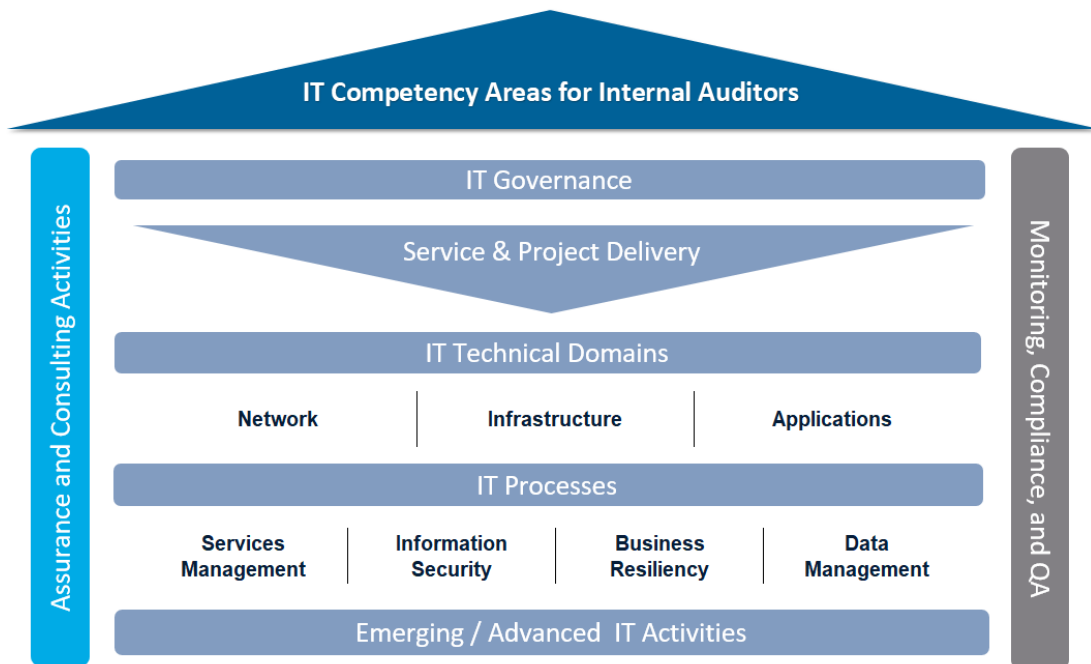 IT Competency Areas for Internal Auditors
Assurance and Consulting Activities
IT Governance
Service & Project Delivery
IT Technical Domains
Network
Infrastructure
Applications
IT Processes
Services
Management
Information
Security
Business
Resiliency
Data
Management
Emerging / Advanced IT Activities
Monitoring, Compliance, and QA